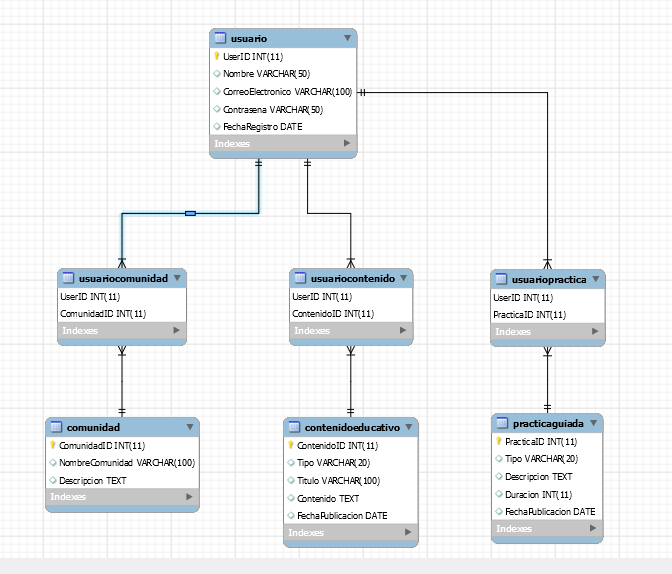 usuario
UserID INT(11)
Nombre VARCHAR(50)
CorreoElectronico VARCHAR(100)
Contrasena VARCHAR(50)
FechaRegistro DATE
Indexes
usuariocomunidad
UserID INT(11)
ComunidadID INT(11)
Indexes
usuariocontenido
UserID INT(11)
ContenidoID INT(11)
Indexes
usuariopractica
UserID INT(11)
PracticaID INT(11)
Indexes
comunidad
ComunidadID INT(11)
NombreComunidad VARCHAR(100)
Descripcion TEXT
Indexes
contenidoeducativo
ContenidoID INT(11)
Tipo VARCHAR(20)
Titulo VARCHAR(100)
Contenido TEXT
FechaPublicacion DATE
Indexes
practicaguiada
PracticaID INT(11)
Tipo VARCHAR(20)
Descripcion TEXT
Duracion INT(11)
FechaPublicacion DATE
Indexes